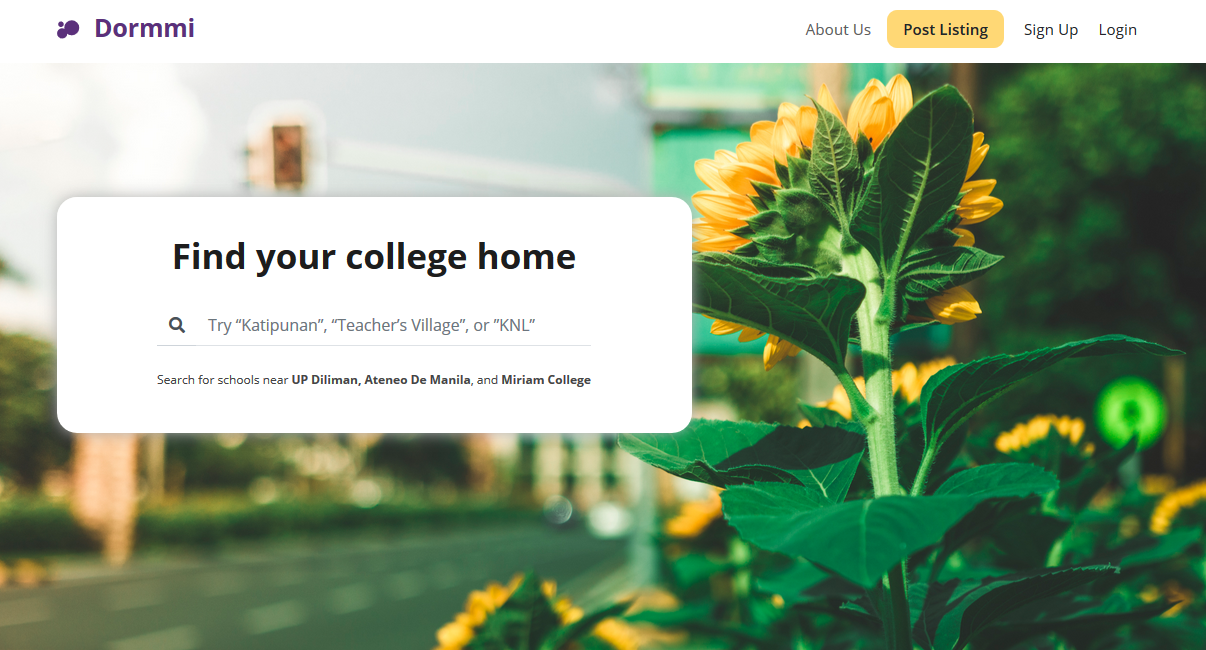 Dormmi
About Us
Post Listing
Sign Up
Login
Find your college home
Try “Katipunan”, “Teacher’s Village”, or ”KNL”
Search for schools near UP Diliman, Ateneo De Manila, and Miriam College